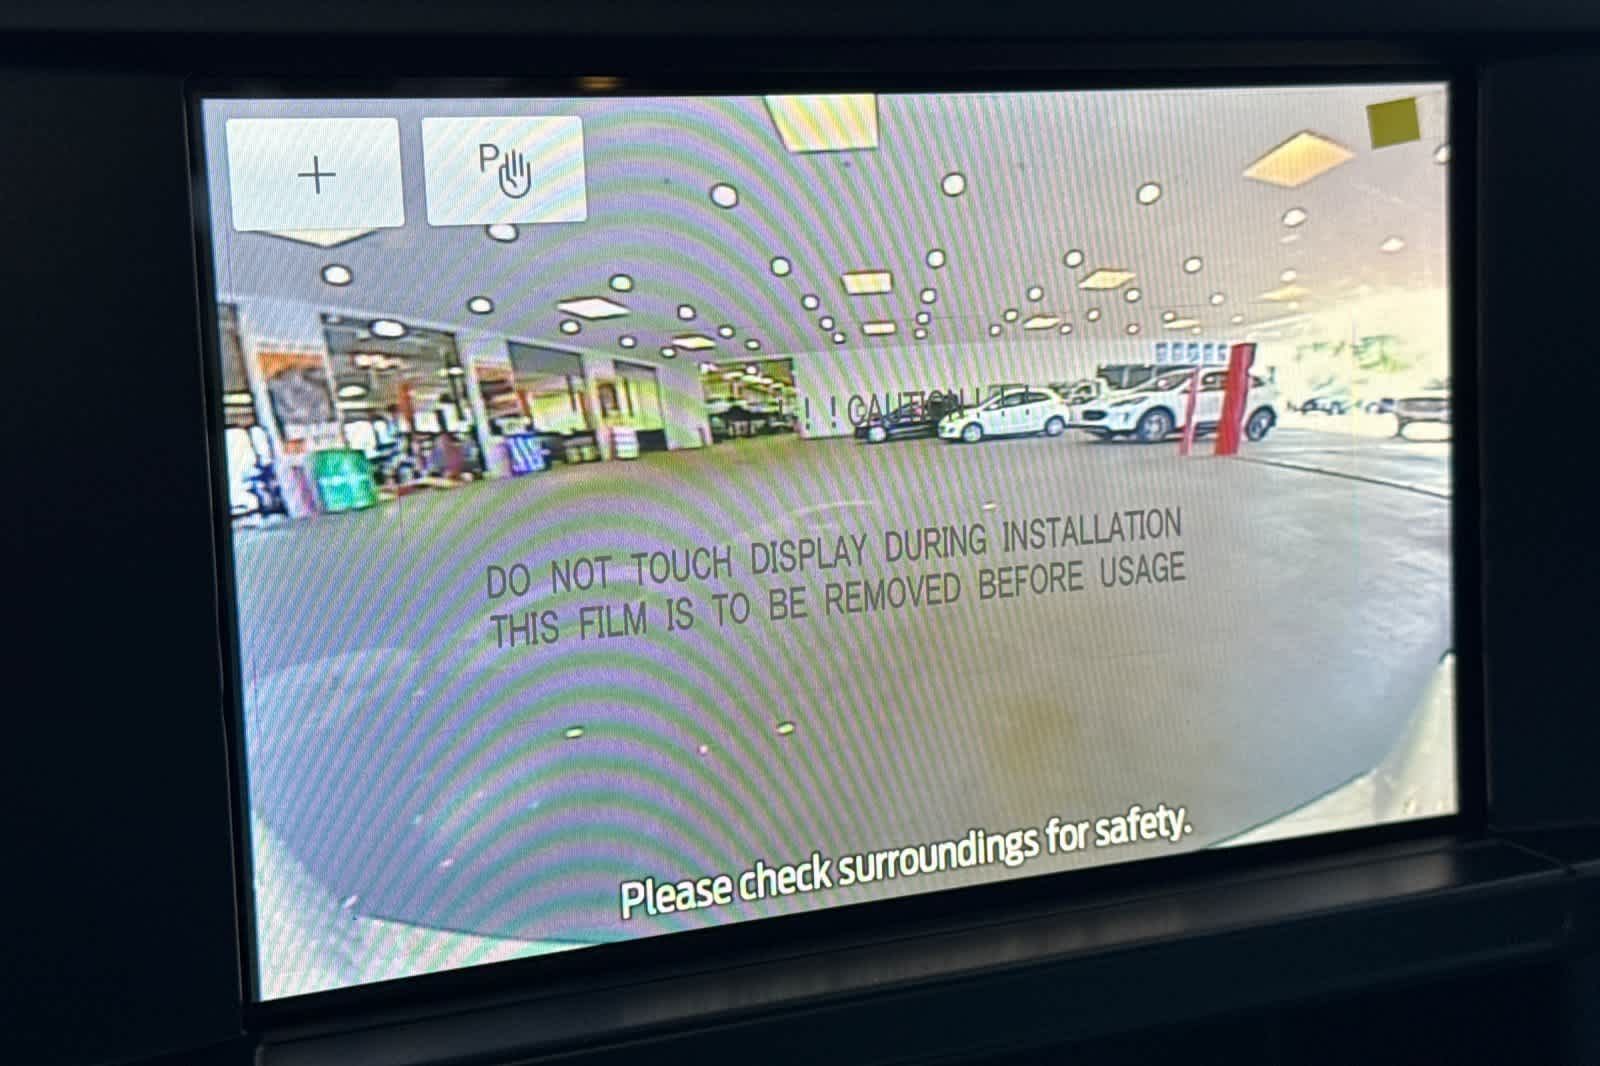 +
P
! ! ! CAUTION ! ! !
DO NOT TOUCH DISPLAY DURING INSTALLATION
THIS FILM IS TO BE REMOVED BEFORE USAGE
Please check surroundings for safety.